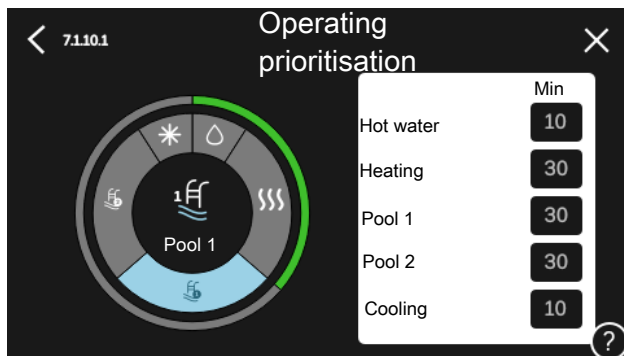 7.1.10.1
Operating
prioritisation
1
Pool 1
Min
Hot water 10
Heating 30
Pool 1 30
Pool 2 30
Cooling 10
?